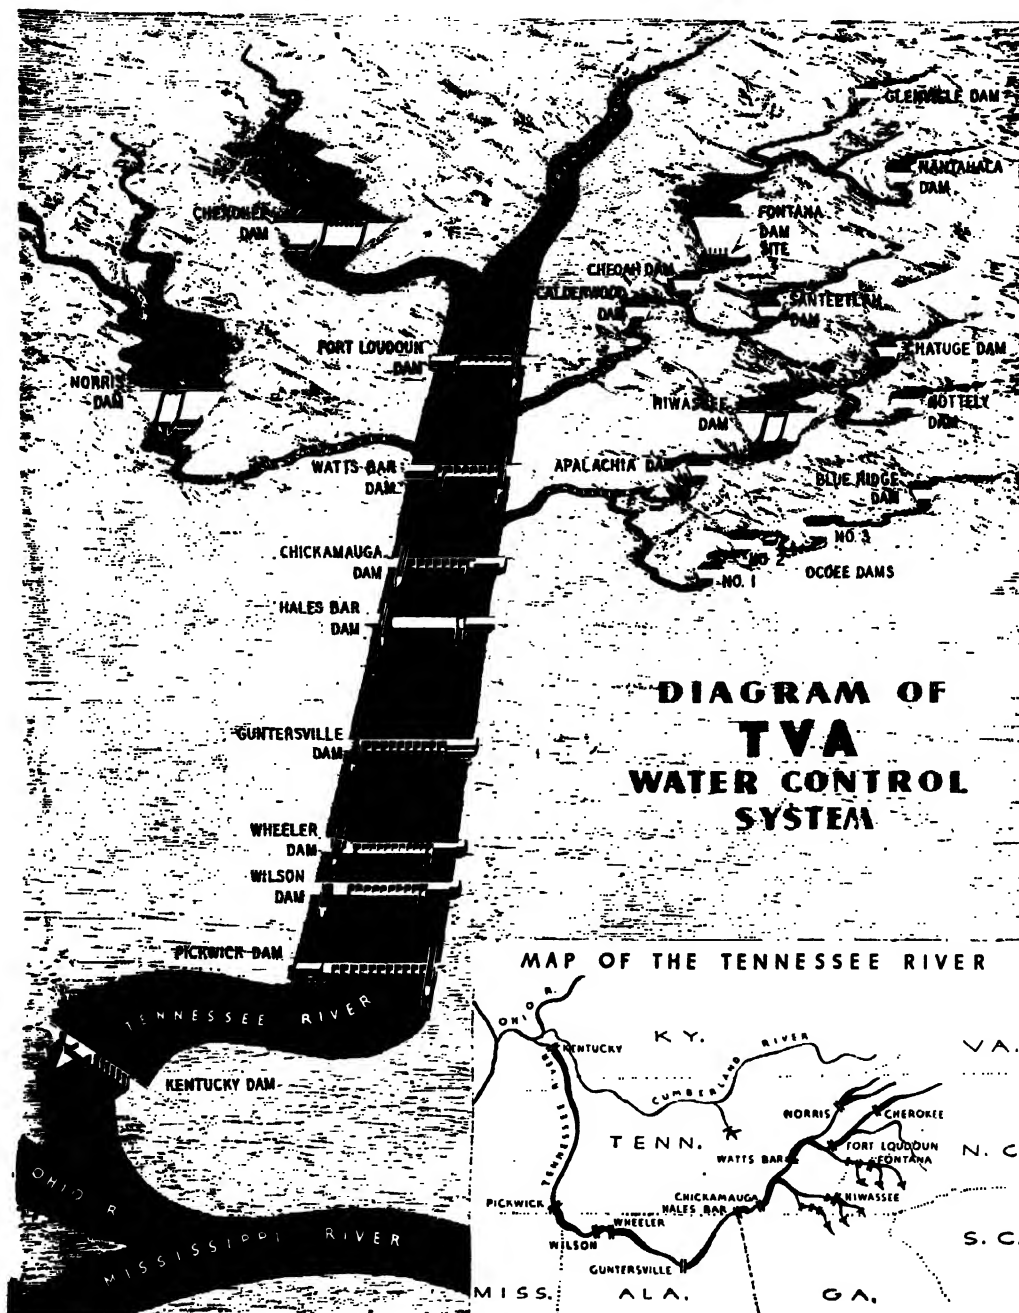 GLENVILLE DAM
NANTAHALA
DAM
CHEROKEE
DAM
FONTANA
DAM
SITE
CHEOAH DAM
CALDERWOOD
DAM
SANTEETLAH
DAM
FORT LOUDOUN
DAM
CHATUGE DAM
NORRIS
DAM
HIWASSEE
DAM
NOTTELY
DAM
WATTS BAR
DAM
APALACHIA DAM
BLUE RIDGE
DAM
NO. 3
NO. 2
NO. 1
OCOEE DAMS
CHICKAMAUGA
DAM
HALES BAR
DAM
DIAGRAM OF
TVA
WATER CONTROL
SYSTEM
GUNTERSVILLE
DAM
WHEELER
DAM
WILSON
DAM
PICKWICK DAM
TENNESSEE RIVER
KENTUCKY DAM
OHIO R
MISSISSIPPI RIVER
MAP OF THE TENNESSEE RIVER
OHIO R.
KY.
VA.
KENTUCKY
CUMBERLAND RIVER
TENNESSEE RIVER
NORRIS
CHEROKEE
TENN.
FORT LOUDOUN
FONTANA
N. C
WATTS BAR
PICKWICK
CHICKAMAUGA
HALES BAR
HIWASSEE
WHEELER
WILSON
S. C.
GUNTERSVILLE
MISS.
ALA.
GA.